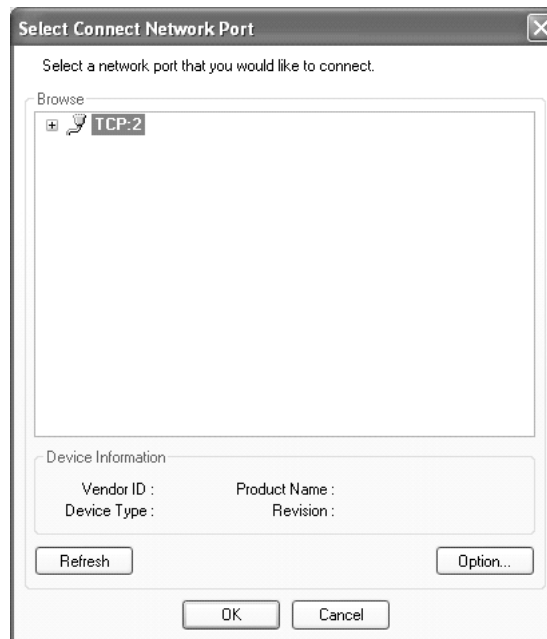 Select Connect Network Port
Select a network port that you would like to connect.
Browse
TCP:2
Device Information
Vendor ID : Product Name :
Device Type : Revision :
Refresh Option...
OK Cancel